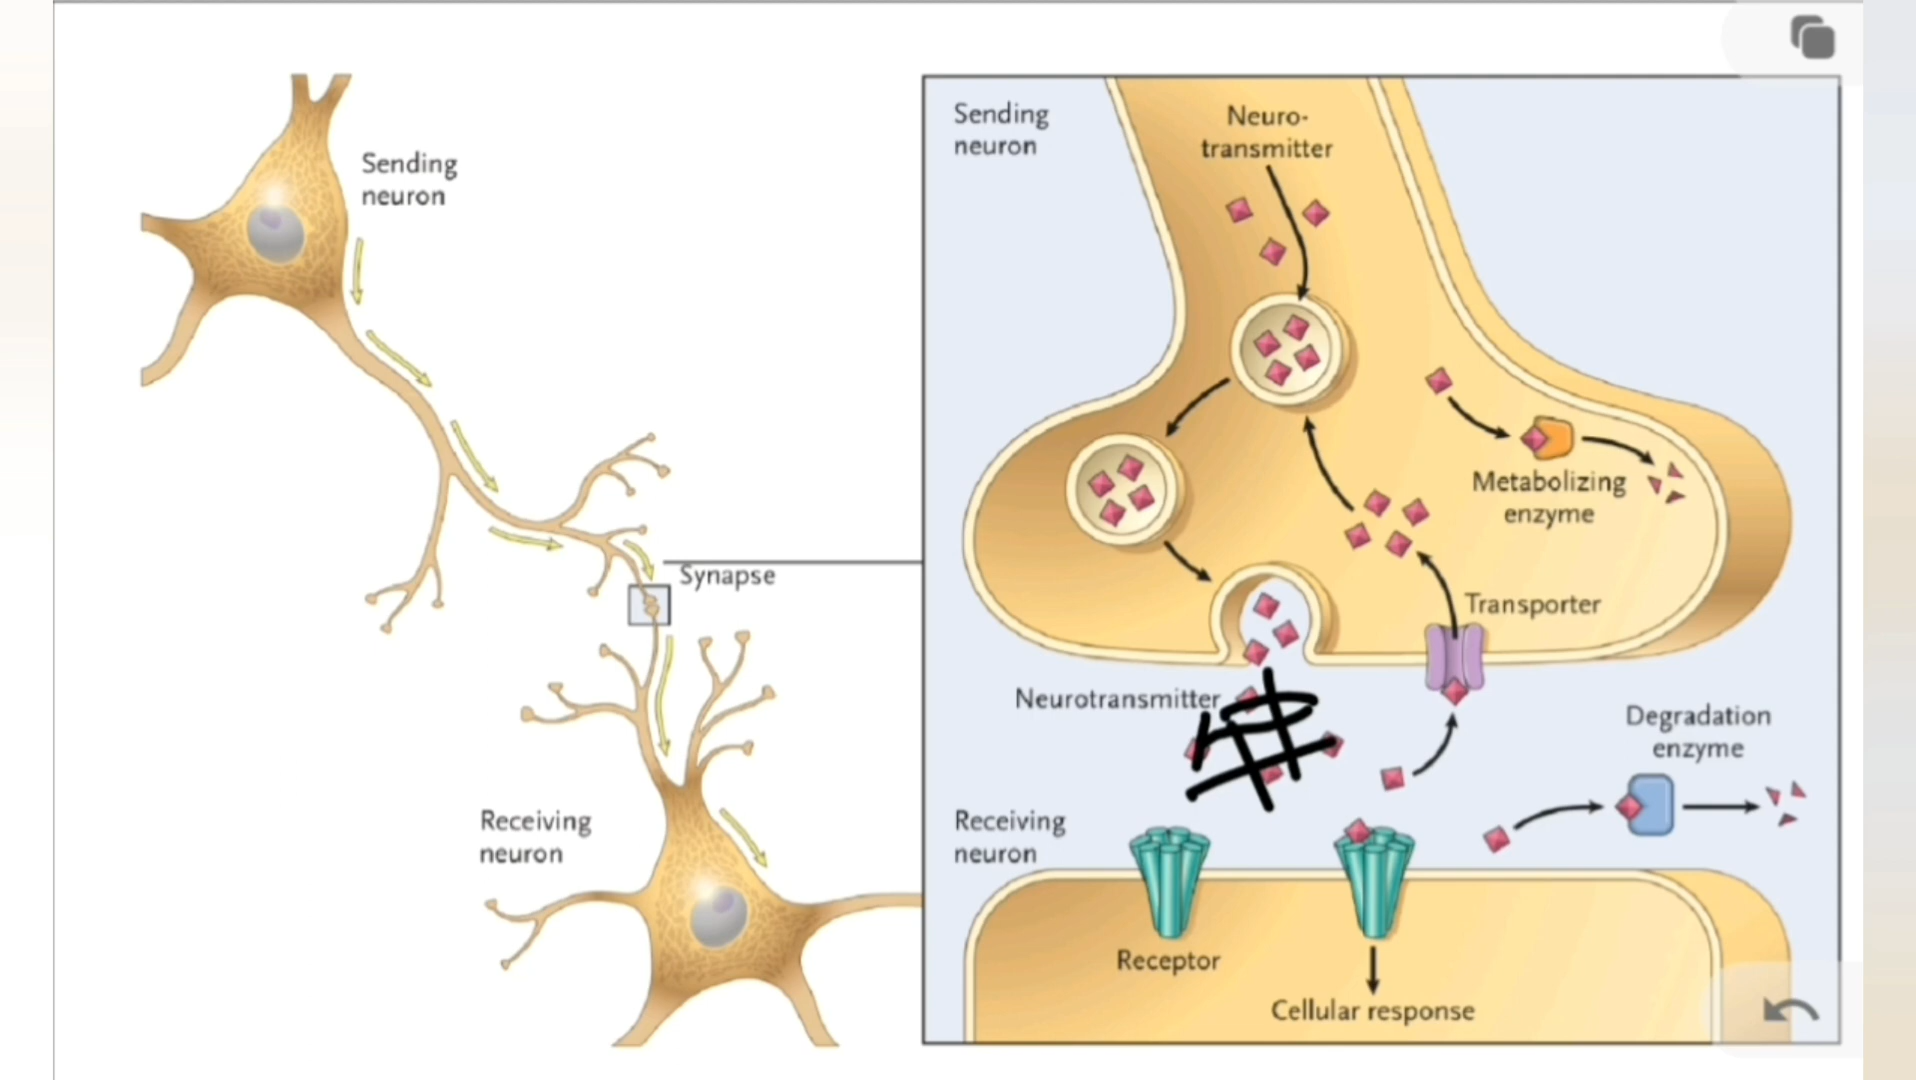 Sending
neuron
Synapse
Receiving
neuron
Sending
neuron
Neuro-
transmitter
Metabolizing
enzyme
Transporter
Neurotransmitter
Degradation
enzyme
Receiving
neuron
Receptor
Cellular response